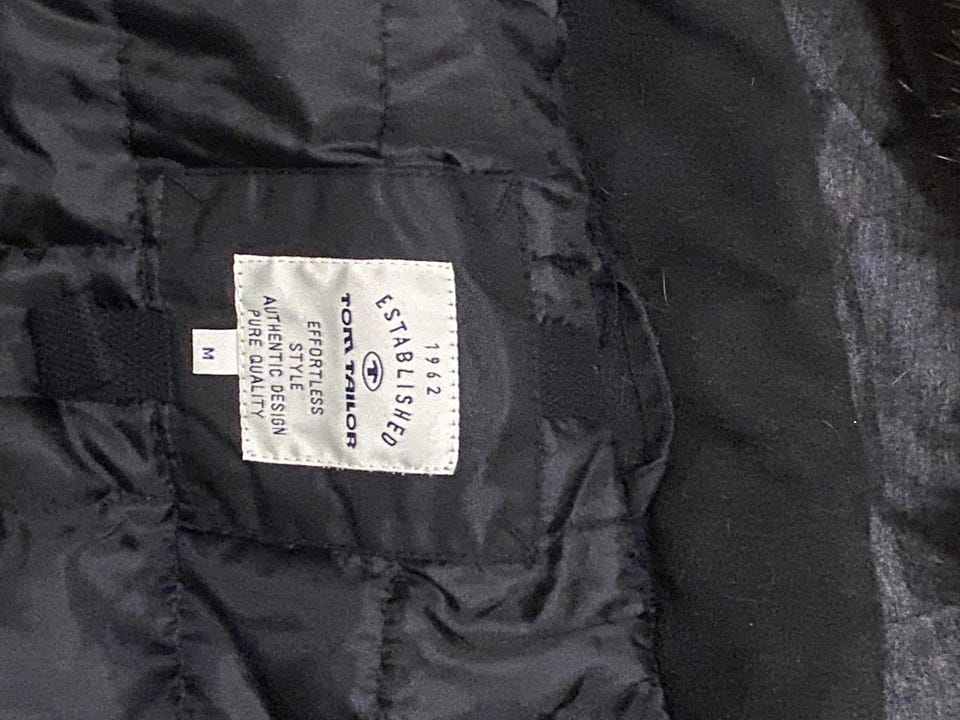 1962
ESTABLISHED
T
TOM TAILOR
EFFORTLESS
STYLE
AUTHENTIC DESIGN
PURE QUALITY
M